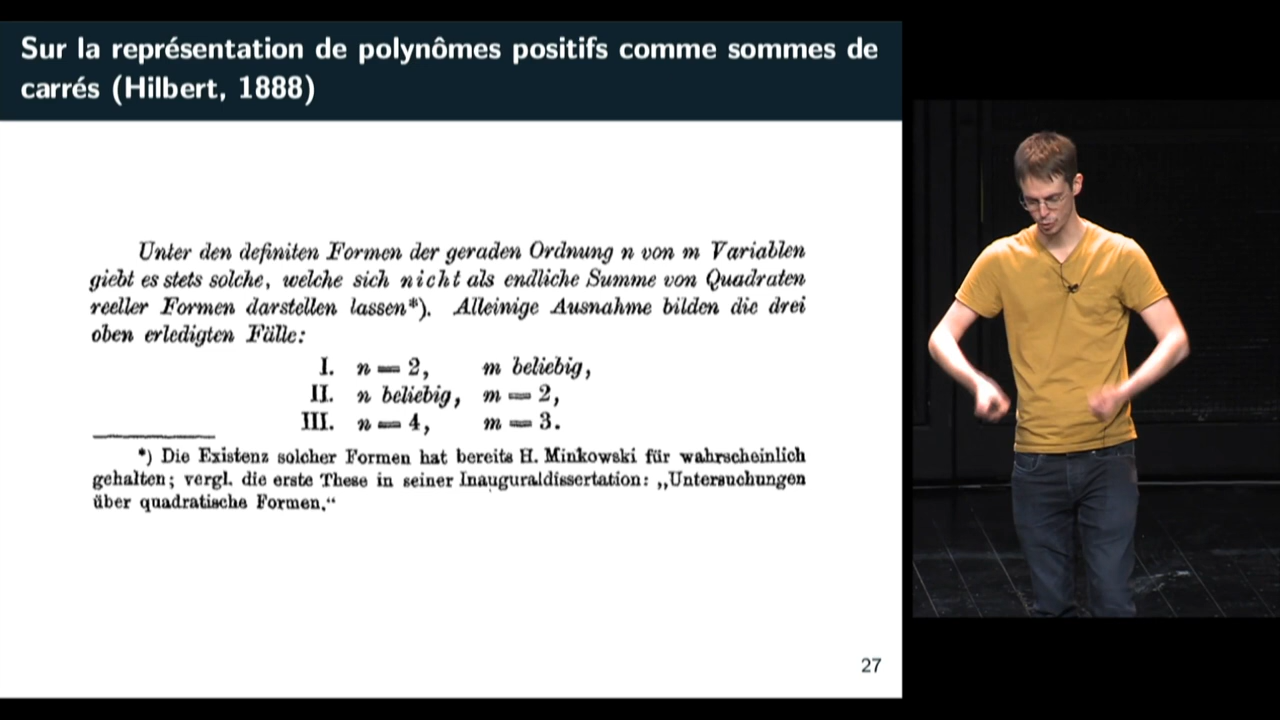 Sur la représentation de polynômes positifs comme sommes de
carrés (Hilbert, 1888)
Unter den definiten Formen der geraden Ordnung n von m Variablen
giebt es stets solche, welche sich nicht als endliche Summe von Quadraten
reeller Formen darstellen lassen*). Alleinige Ausnahme bilden die drei
oben erledigten Fälle:
I. n = 2, m beliebig,
II. n beliebig, m = 2,
III. n = 4, m = 3.
*) Die Existenz solcher Formen hat bereits H. Minkowski für wahrscheinlich
gehalten; vergl. die erste These in seiner Inauguraldissertation: „Untersuchungen
über quadratische Formen.“
27